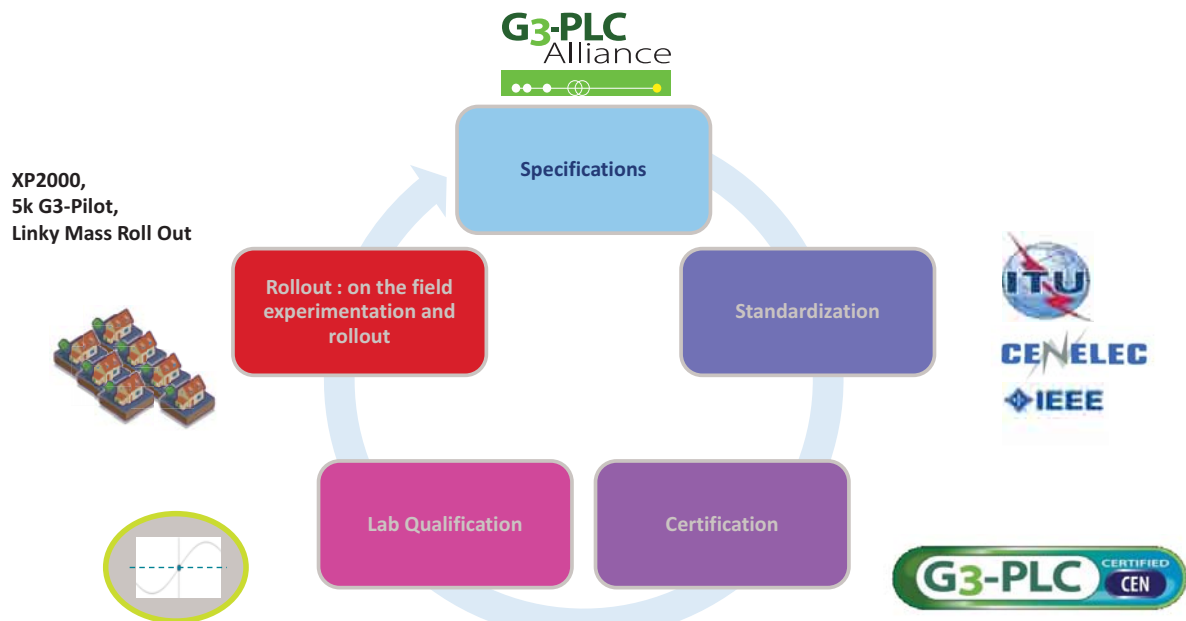 G3-PLC
Alliance
Specifications
XP2000,
5k G3-Pilot,
Linky Mass Roll Out
Rollout : on the field
experimentation and
rollout
Standardization
ITU
CENELEC
IEEE
Lab Qualification
Certification
G3-PLC
CERTIFIED
CEN